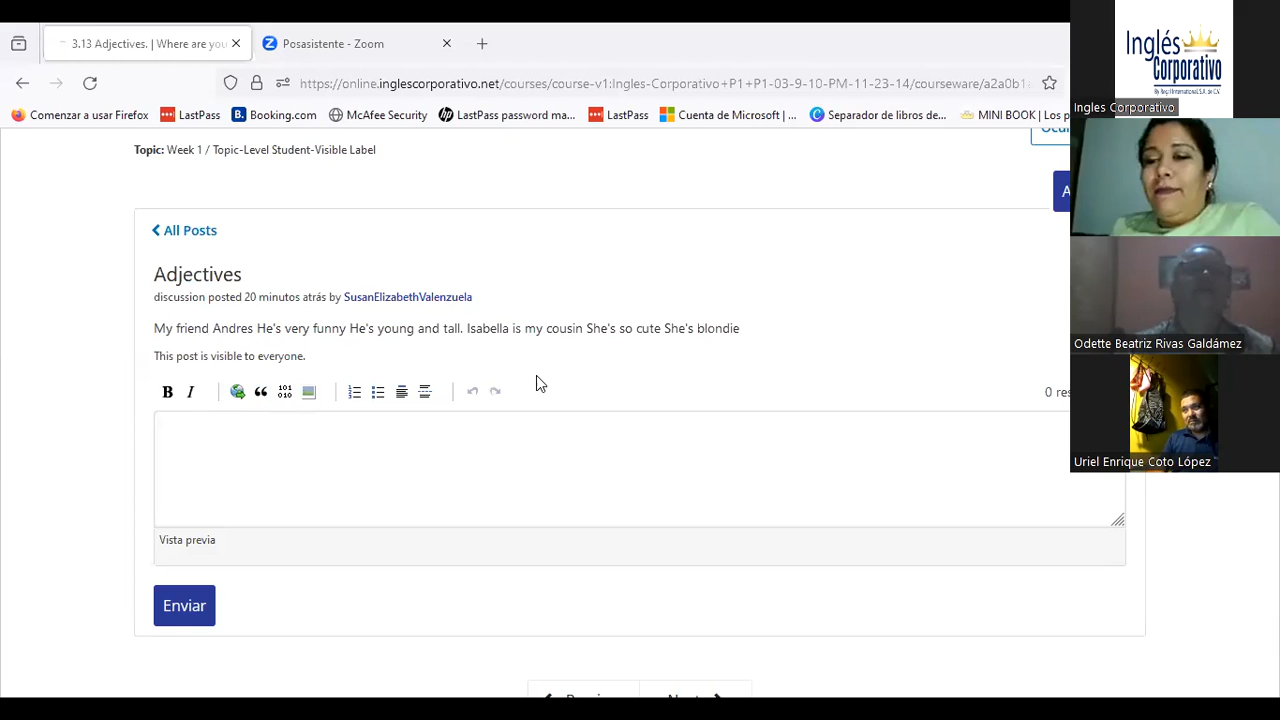 3.13 Adjectives. | Where are you
Posasistente - Zoom
https://online.inglescorporativo.net/courses/course-v1:Ingles-Corporativo+P1+P1-03-9-10-PM-11-23-14/courseware/a2a0b1
Comenzar a usar Firefox
LastPass
Booking.com
McAfee Security
LastPass password ma...
LastPass
Cuenta de Microsoft | ...
Separador de libros de...
MINI BOOK | Los p
Topic: Week 1 / Topic-Level Student-Visible Label
All Posts
Adjectives
discussion posted 20 minutos atrás by SusanElizabethValenzuela
My friend Andres He's very funny He's young and tall. Isabella is my cousin She's so cute She's blondie
This post is visible to everyone.
B I
0 res
Vista previa
Enviar
Inglés
Corporativo
Ingles Corporativo
Odette Beatriz Rivas Galdámez
Uriel Enrique Coto López